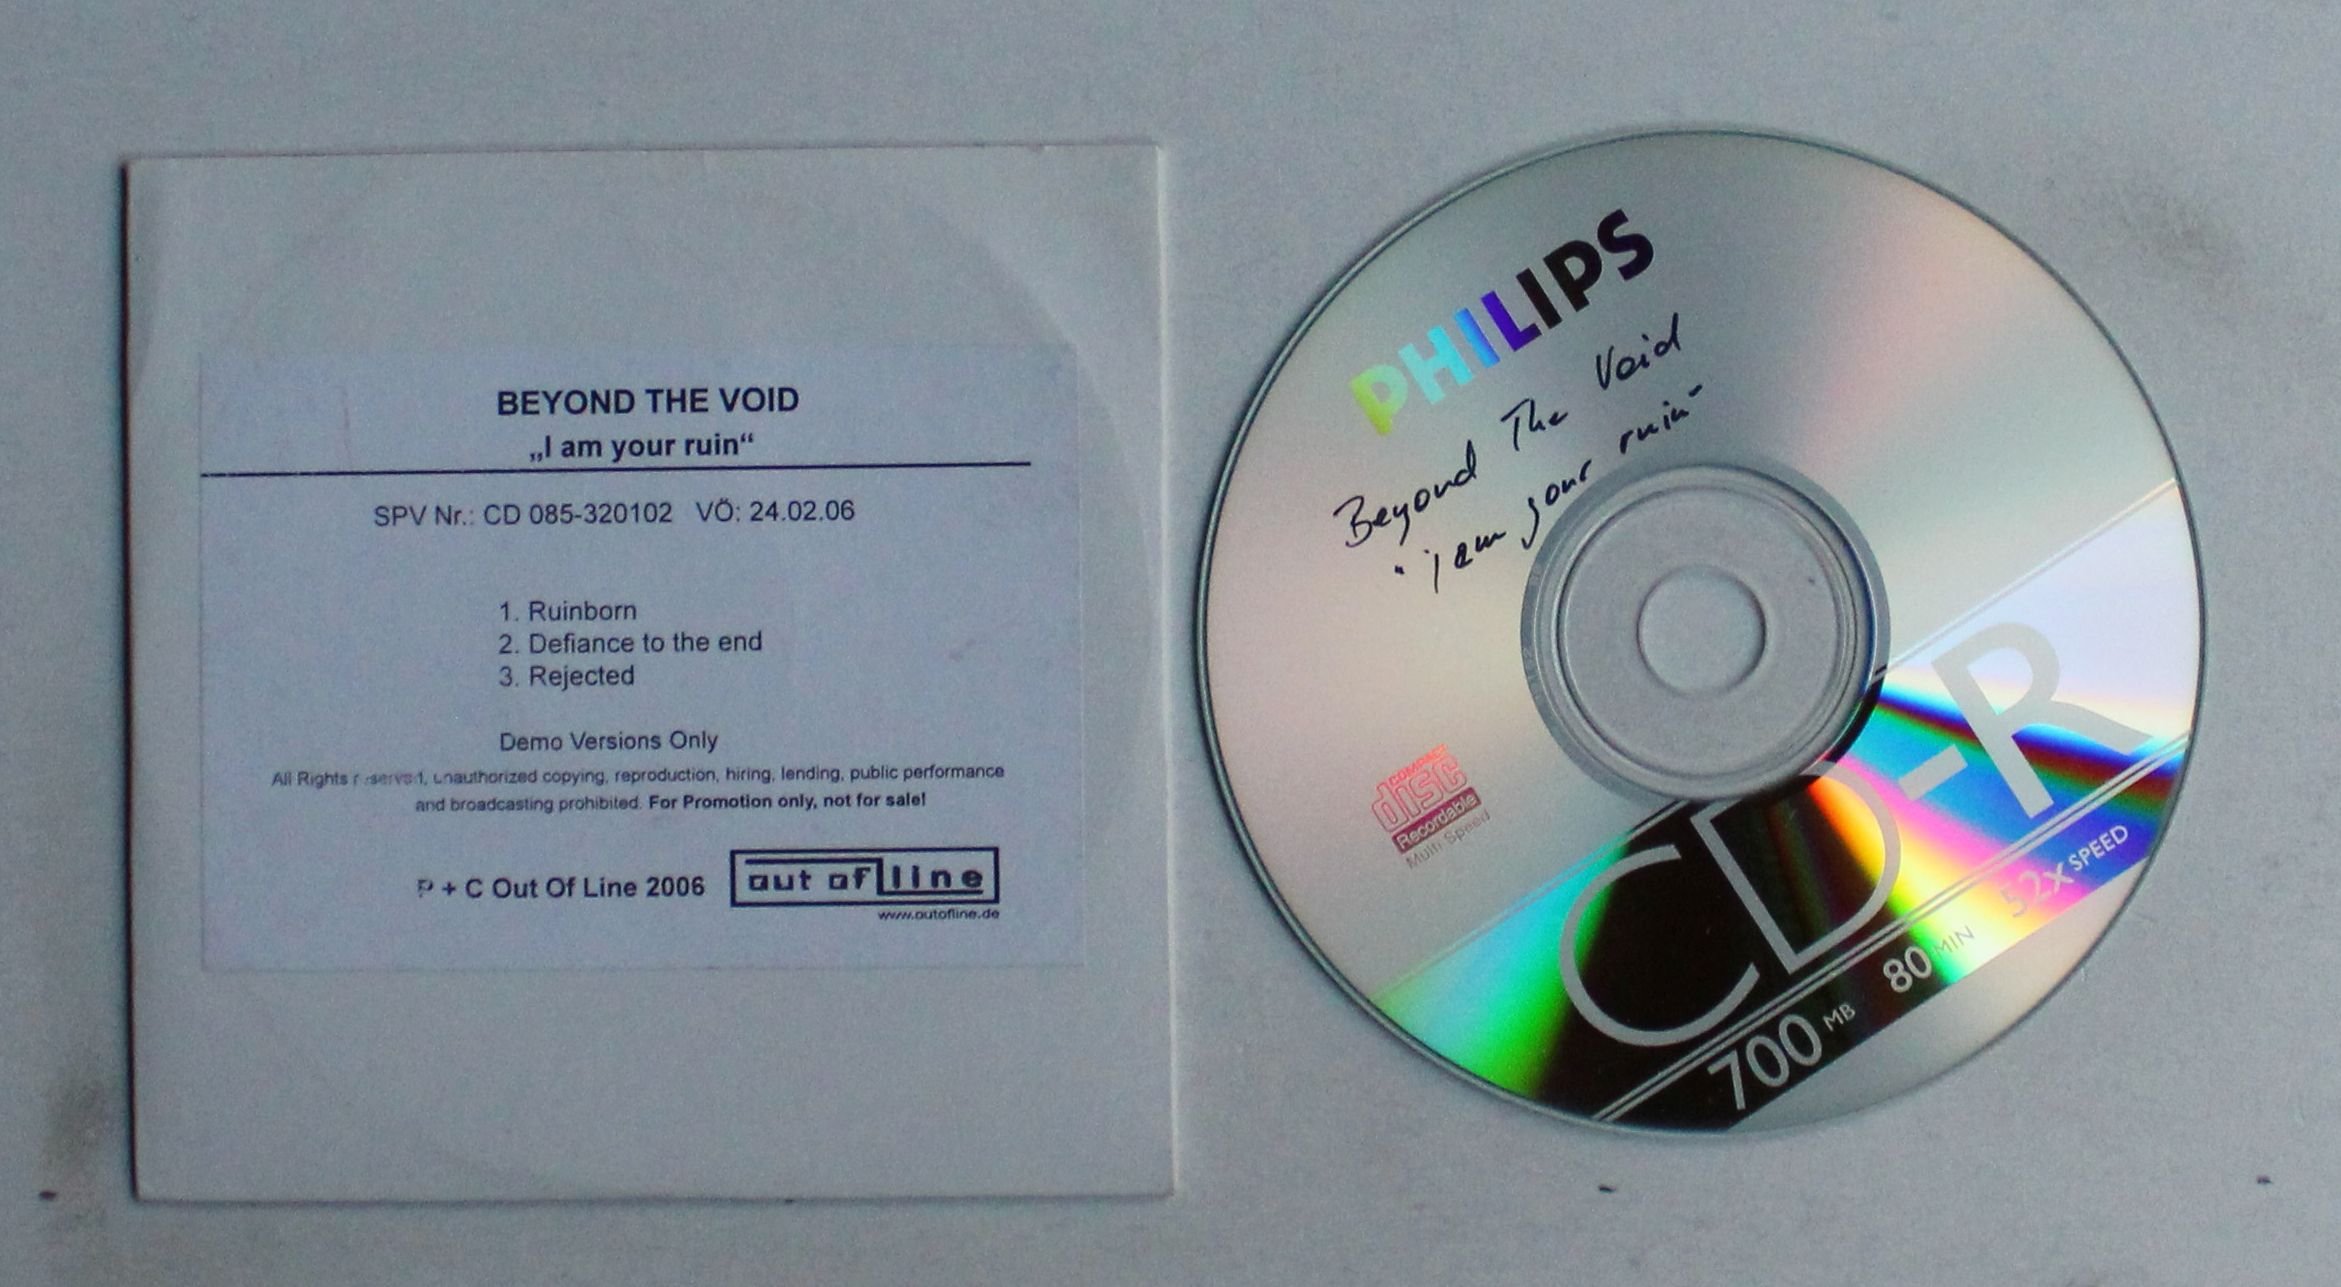 BEYOND THE VOID
„I am your ruin“
SPV Nr.: CD 085-320102 VÖ: 24.02.06
1. Ruinborn
2. Defiance to the end
3. Rejected
Demo Versions Only
All Rights reserved, unauthorized copying, reproduction, hiring, lending, public performance
and broadcasting prohibited. For Promotion only, not for sale!
P + C Out Of Line 2006
out of line
www.outofline.de
PHILIPS
Beyond The Void
"i am your ruin"
COMPACT
disc
Recordable
Multi Speed
CD-R
700 MB 80 MIN 52x SPEED